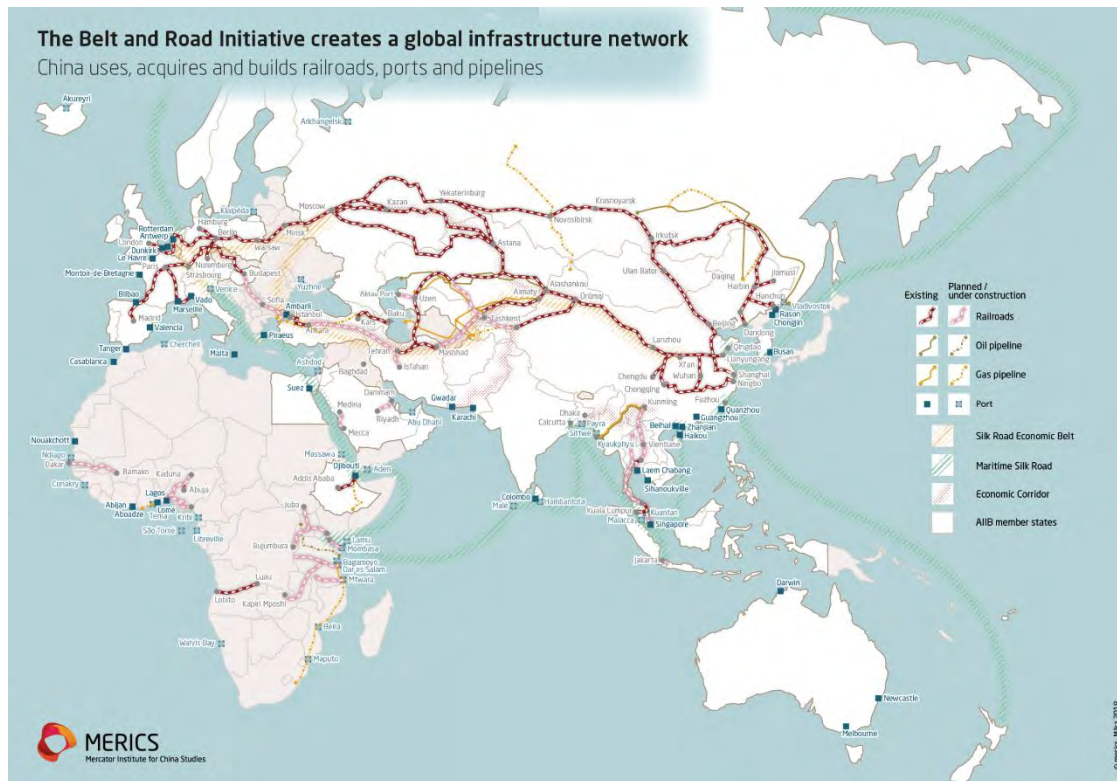 The Belt and Road Initiative creates a global infrastructure network
China uses, acquires and builds railroads, ports and pipelines
Akureyri
Arkhangelsk
Yekaterinburg
Krasnoyarsk
Moscow
Kazan
Novosibirsk
Klaipėda
Hamburg
Rotterdam
Antwerp
London
Berlin
Minsk
Irkutsk
Dunkirk
Warsaw
Astana
Le Havre
Paris
Nuremberg
Ulan Bator
Montoir-de-Bretagne
Strasbourg
Budapest
Daqing
Jamusi
Venice
Yuzhne
Alashankou
Harbin
Aktau Port
Uzen
Almaty
Ürümqi
Hunchun
Vladivostok
Bilbao
Vado
Sofia
Ambarli
Marseille
Istanbul
Kars
Baku
Tashkent
Rason
Chongjin
Madrid
Ankara
Beijing
Dandong
Valencia
Piraeus
Tehran
Mashhad
Lanzhou
Qingdao
Busan
Tanger
Cherchell
Malta
Isfahan
Xi'an
Lianyungang
Casablanca
Ashdod
Baghdad
Chengdu
Wuhan
Shanghai
Chongqing
Ningbo
Suez
Dammam
Gwadar
Karachi
Kunming
Fuzhou
Medina
Riyadh
Abu Dhabi
Dhaka
Quanzhou
Mecca
Calcutta
Payra
Guangzhou
Sittwe
Beihai
Zhanjian
Kyaukphyu
Haikou
Nouakchott
Massawa
Vientiane
Ndiago
Aden
Dakar
Bamako
Kaduna
Djibouti
Laem Chabang
Conakry
Abuja
Addis Ababa
Sihanoukville
Lagos
Colombo
Hambantota
Abijan
Lomé
Juba
Malé
Kuala Lumpur
Kuantan
Aboadze
Tema
Kribi
Malacca
Singapore
São Tomé
Libreville
Lamu
Mombasa
Bujumbura
Bagamoyo
Dar es Salam
Jakarta
Luau
Mtwara
Lobito
Kapiri Mposhi
Darwin
Beira
Walvis Bay
Maputo
Newcastle
Melbourne
Existing
Planned /
under construction
Railroads
Oil pipeline
Gas pipeline
Port
Silk Road Economic Belt
Maritime Silk Road
Economic Corridor
AIIB member states
MERICS
Mercator Institute for China Studies